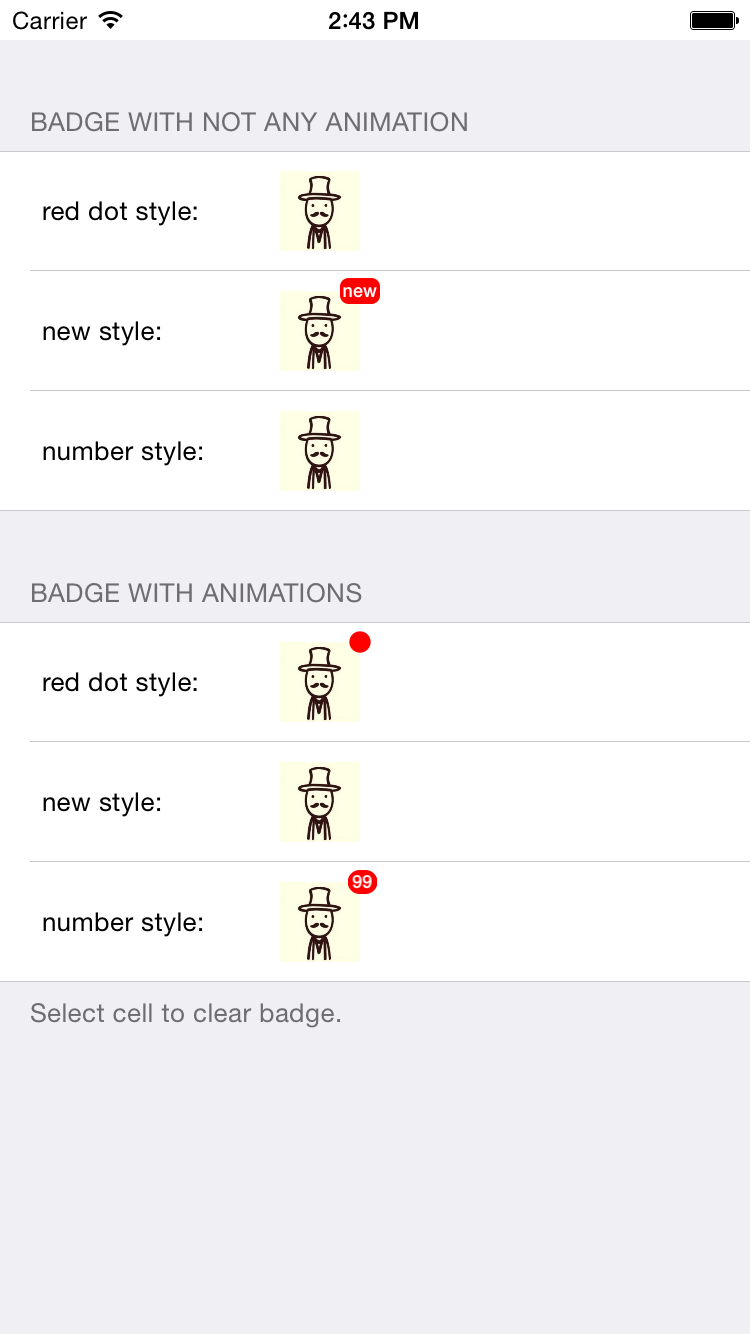 Carrier 2:43 PM
BADGE WITH NOT ANY ANIMATION
red dot style:
new
new style:
number style:
BADGE WITH ANIMATIONS
red dot style:
new style:
99
number style:
Select cell to clear badge.